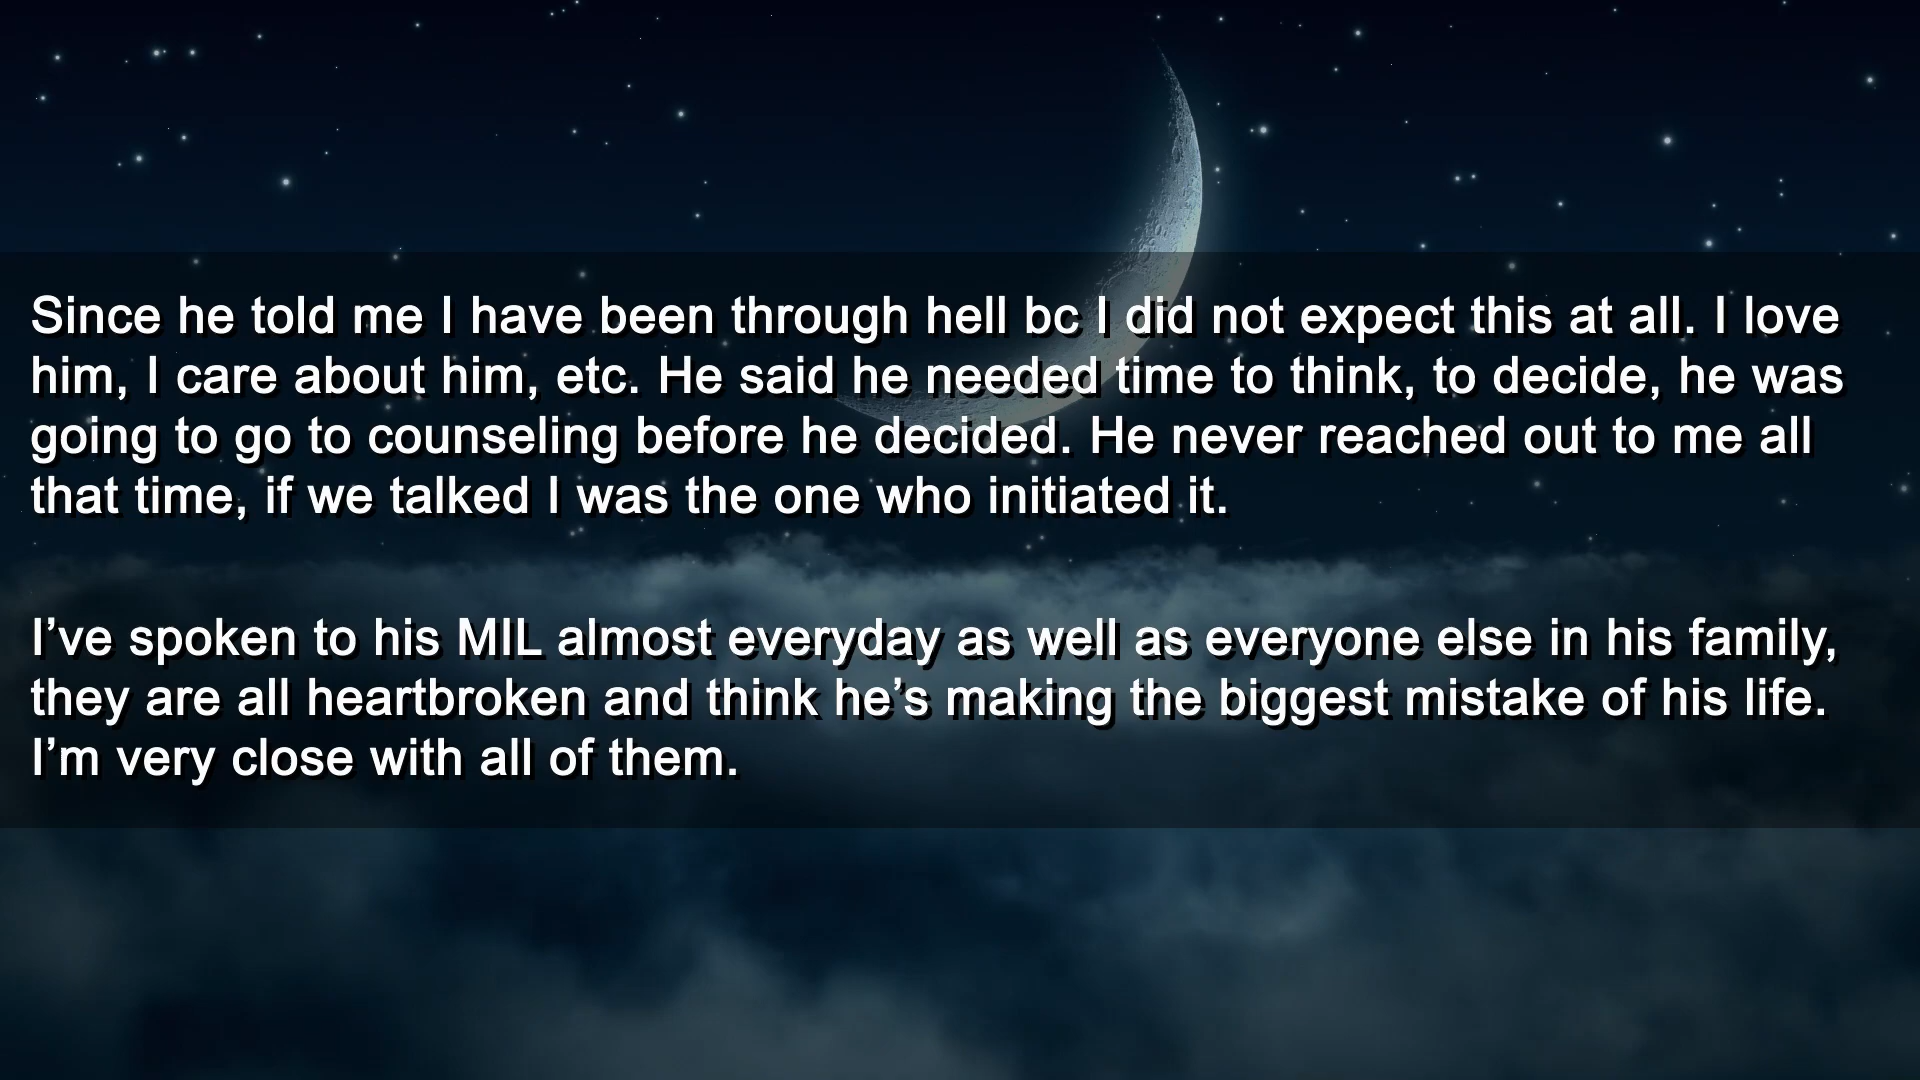 Since he told me I have been through hell bc I did not expect this at all. I love
him, I care about him, etc. He said he needed time to think, to decide, he was
going to go to counseling before he decided. He never reached out to me all
that time, if we talked I was the one who initiated it.
I’ve spoken to his MIL almost everyday as well as everyone else in his family,
they are all heartbroken and think he’s making the biggest mistake of his life.
I’m very close with all of them.